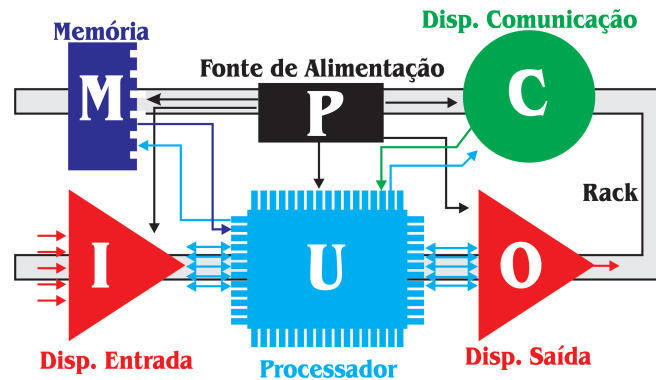 Disp. Comunicação
Memória
Fonte de Alimentação
M
P
C
Rack
I
U
O
Disp. Entrada
Processador
Disp. Saída